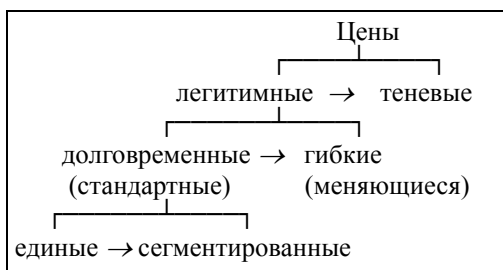 Цены
легитимные → теневые
долговременные → гибкие
(стандартные) (меняющиеся)
единые → сегментированные